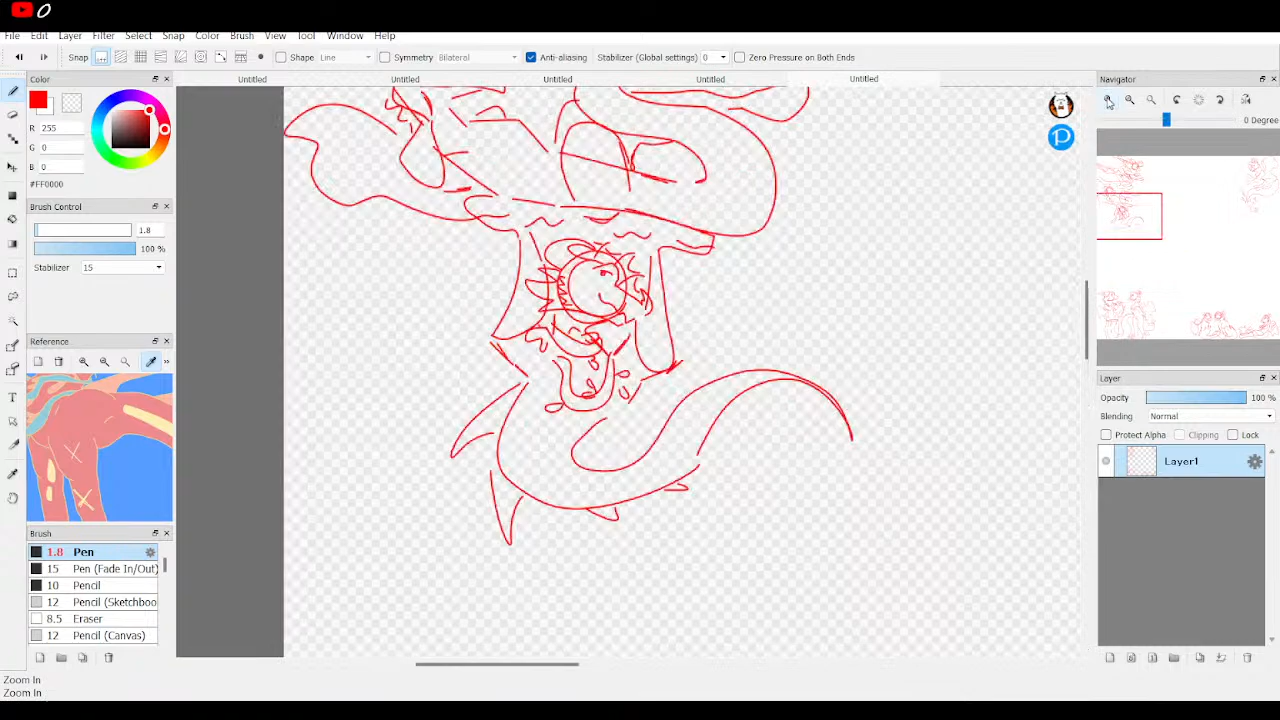 0
File Edit Layer Filter Select Snap Color Brush View Tool Window Help
Snap Shape Line Symmetry Bilateral Anti-aliasing Stabilizer (Global settings) 0 Zero Pressure on Both Ends
Color
Untitled Untitled Untitled Untitled Untitled
Navigator
R 255
G 0
B 0
#FF0000
0 Degree
Brush Control
1.8
100 %
Stabilizer 15
Reference
Layer
Opacity 100 %
Blending Normal
Protect Alpha Clipping Lock
Layer1
Brush
1.8 Pen
15 Pen (Fade In/Out)
10 Pencil
12 Pencil (Sketchboo
8.5 Eraser
12 Pencil (Canvas)
Zoom In
Zoom In